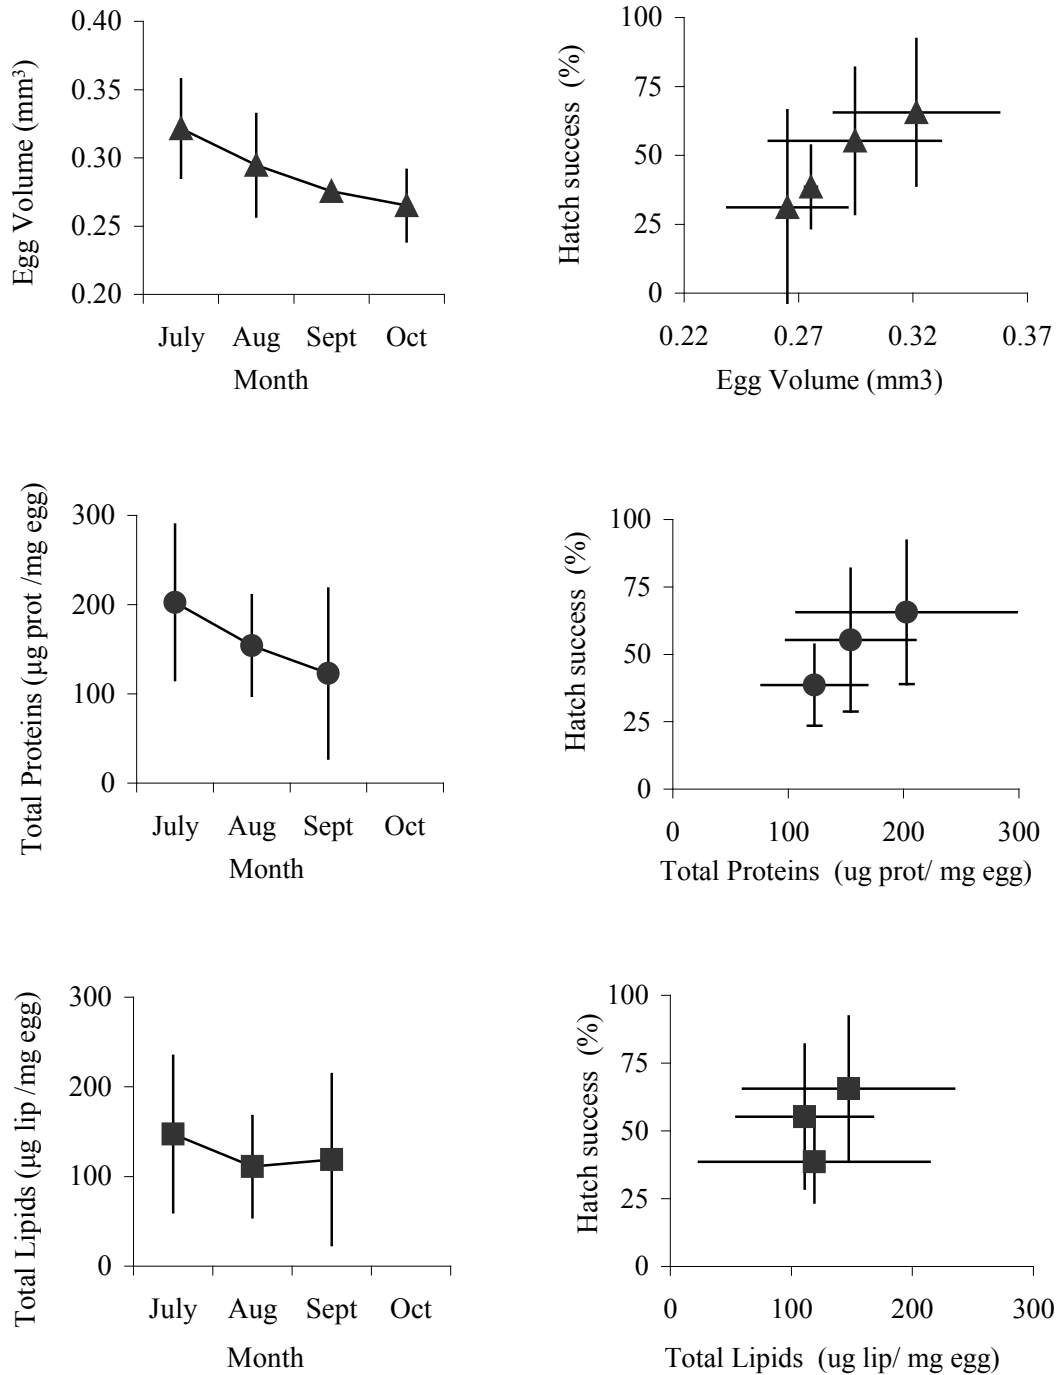 Egg Volume (mm³)
0.40
0.35
0.30
0.25
0.20
July Aug Sept Oct
Month
Hatch success (%)
100
75
50
25
0
0.22 0.27 0.32 0.37
Egg Volume (mm3)
Total Proteins (µg prot /mg egg)
300
200
100
0
July Aug Sept Oct
Month
Hatch success (%)
100
75
50
25
0
0 100 200 300
Total Proteins (ug prot/ mg egg)
Total Lipids (µg lip /mg egg)
300
200
100
0
July Aug Sept Oct
Month
Hatch success (%)
100
75
50
25
0
0 100 200 300
Total Lipids (ug lip/ mg egg)